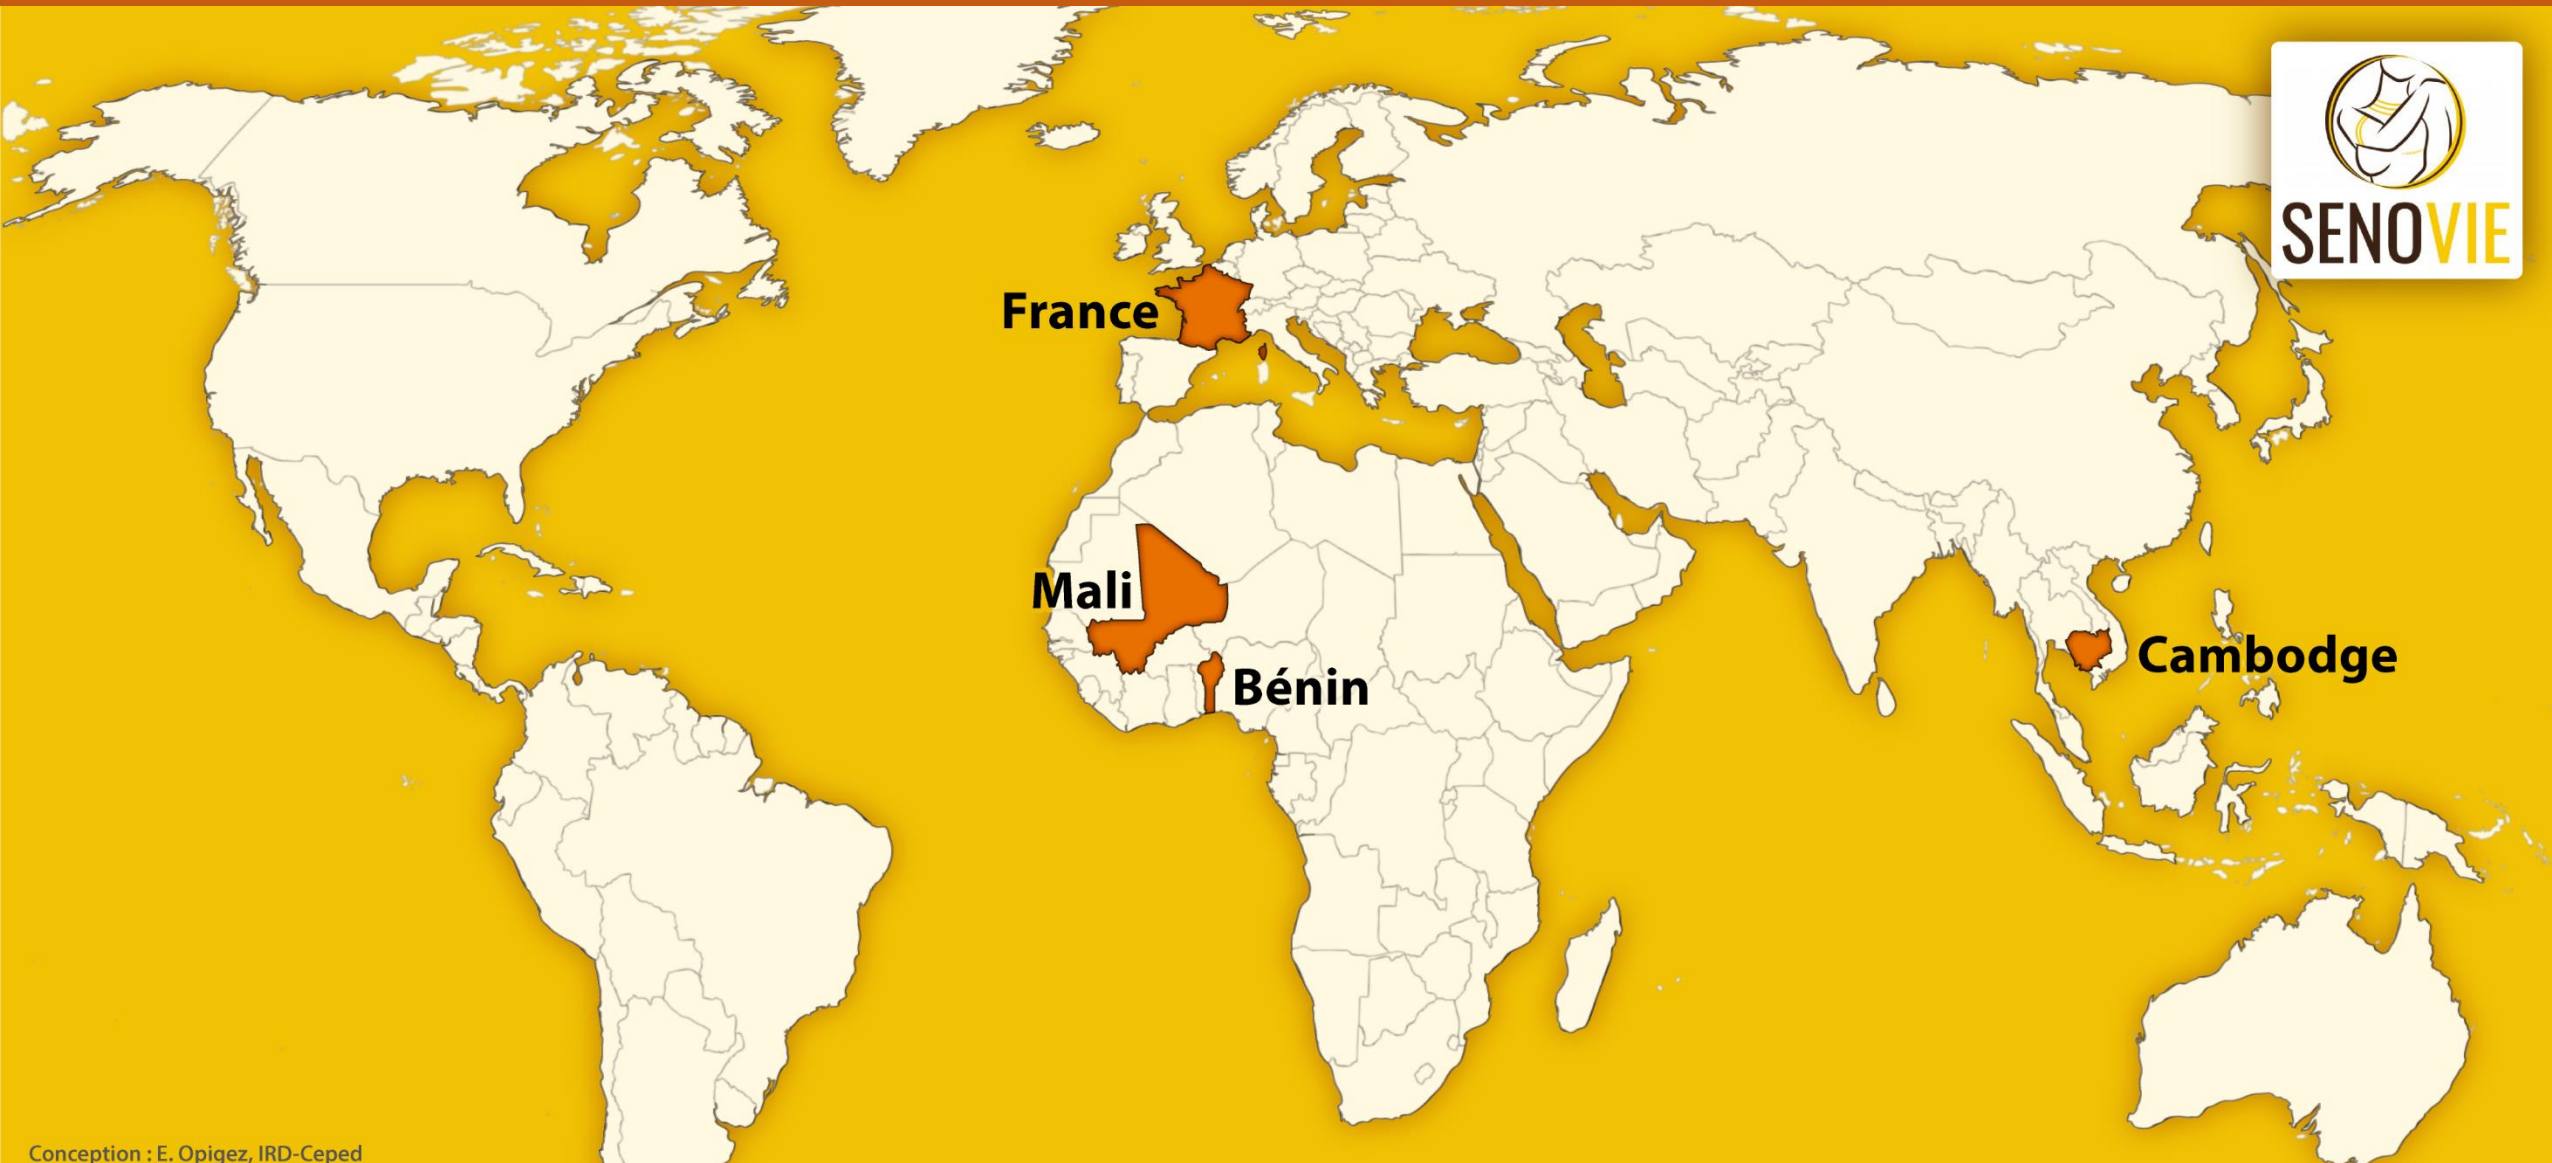 SENOVIE
France
Mali
Bénin
Cambodge
Conception : E. Opigez, IRD-Ceped